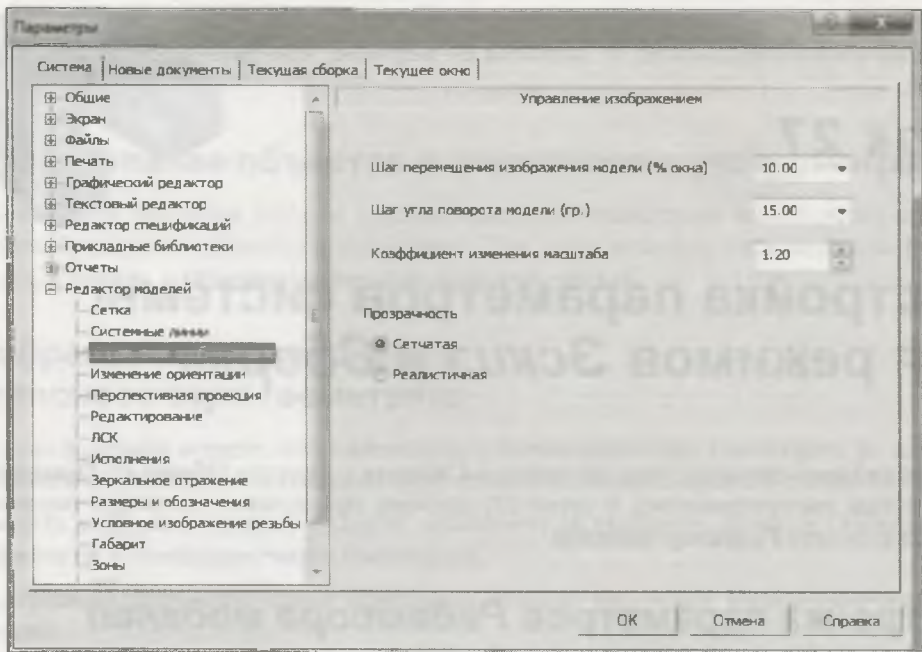 Параметры
Система Новые документы Текущая сборка Текущее окно
Общие
Экран
Файлы
Печать
Графический редактор
Текстовый редактор
Редактор спецификаций
Прикладные библиотеки
Отчеты
Редактор моделей
Сетка
Системные линии
Изменение ориентации
Перспективная проекция
Редактирование
ЛСК
Исполнения
Зеркальное отражение
Размеры и обозначения
Условное изображение резьбы
Габарит
Зоны
Управление изображением
Шаг перемещения изображения модели (% окна) 10.00
Шаг угла поворота модели (гр.) 15.00
Коэффициент изменения масштаба 1.20
Прозрачность
Сетчатая
Реалистичная
OK Отмена Справка